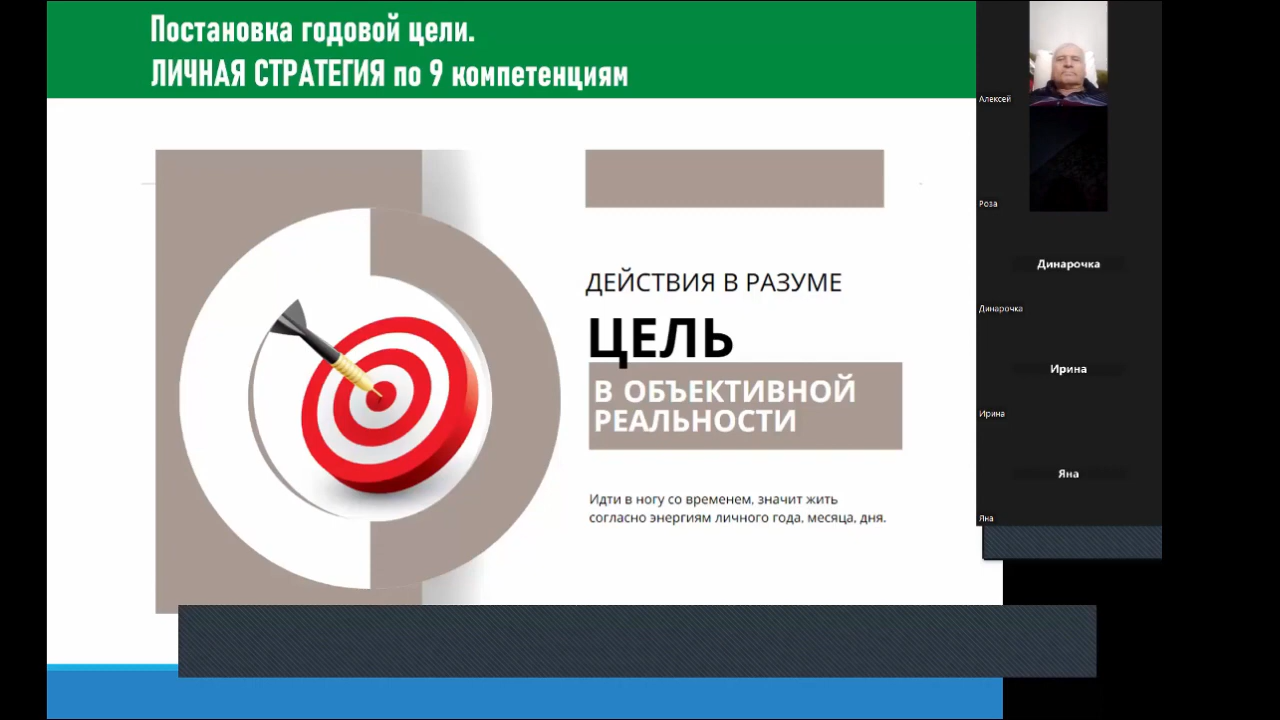 Постановка годовой цели.
ЛИЧНАЯ СТРАТЕГИЯ по 9 компетенциям
ДЕЙСТВИЯ В РАЗУМЕ
ЦЕЛЬ
В ОБЪЕКТИВНОЙ
РЕАЛЬНОСТИ
Идти в ногу со временем, значит жить
согласно энергиям личного года, месяца, дня.
Алексей
Роза
Динарочка
Динарочка
Ирина
Ирина
Яна
Яна